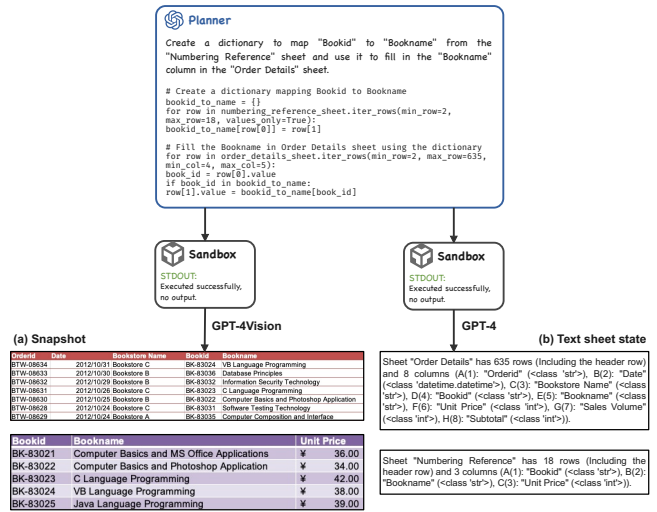 Planner
Create a dictionary to map "Bookid" to "Bookname" from the
"Numbering Reference" sheet and use it to fill in the "Bookname"
column in the "Order Details" sheet.
# Create a dictionary mapping Bookid to Bookname
bookid_to_name = {}
for row in numbering_reference_sheet.iter_rows(min_row=2,
max_row=18, values_only=True):
bookid_to_name[row[0]] = row[1]
# Fill the Bookname in Order Details sheet using the dictionary
for row in order_details_sheet.iter_rows(min_row=2, max_row=635,
min_col=4, max_col=5):
book_id = row[0].value
if book_id in bookid_to_name:
row[1].value = bookid_to_name[book_id]
Sandbox
STDOUT:
Executed successfully,
no output.
Sandbox
STDOUT:
Executed successfully,
no output.
GPT-4Vision
GPT-4
(a) Snapshot
(b) Text sheet state
OrderId Date Bookstore Name Bookid Bookname
BTW-08634 2012/10/31 Bookstore C BK-83024 VB Language Programming
BTW-08633 2012/10/30 Bookstore B BK-83036 Database Principles
BTW-08632 2012/10/29 Bookstore B BK-83032 Information Security Technology
BTW-08631 2012/10/26 Bookstore C BK-83023 C Language Programming
BTW-08630 2012/10/25 Bookstore B BK-83022 Computer Basics and Photoshop Application
BTW-08628 2012/10/24 Bookstore C BK-83031 Software Testing Technology
BTW-08629 2012/10/24 Bookstore A BK-83035 Computer Composition and Interface
Bookid Bookname Unit Price
BK-83021 Computer Basics and MS Office Applications ¥ 36.00
BK-83022 Computer Basics and Photoshop Application ¥ 34.00
BK-83023 C Language Programming ¥ 42.00
BK-83024 VB Language Programming ¥ 38.00
BK-83025 Java Language Programming ¥ 39.00
Sheet "Order Details" has 635 rows (Including the header row)
and 8 columns (A(1): "Orderid" (<class 'str'>), B(2): "Date"
(<class 'datetime.datetime'>), C(3): "Bookstore Name" (<class
'str'>), D(4): "Bookid" (<class 'str'>), E(5): "Bookname" (<class
'str'>), F(6): "Unit Price" (<class 'int'>), G(7): "Sales Volume"
(<class 'int'>), H(8): "Subtotal" (<class 'int'>)).
Sheet "Numbering Reference" has 18 rows (Including the
header row) and 3 columns (A(1): "Bookid" (<class 'str'>), B(2):
"Bookname" (<class 'str'>), C(3): "Unit Price" (<class 'int'>)).